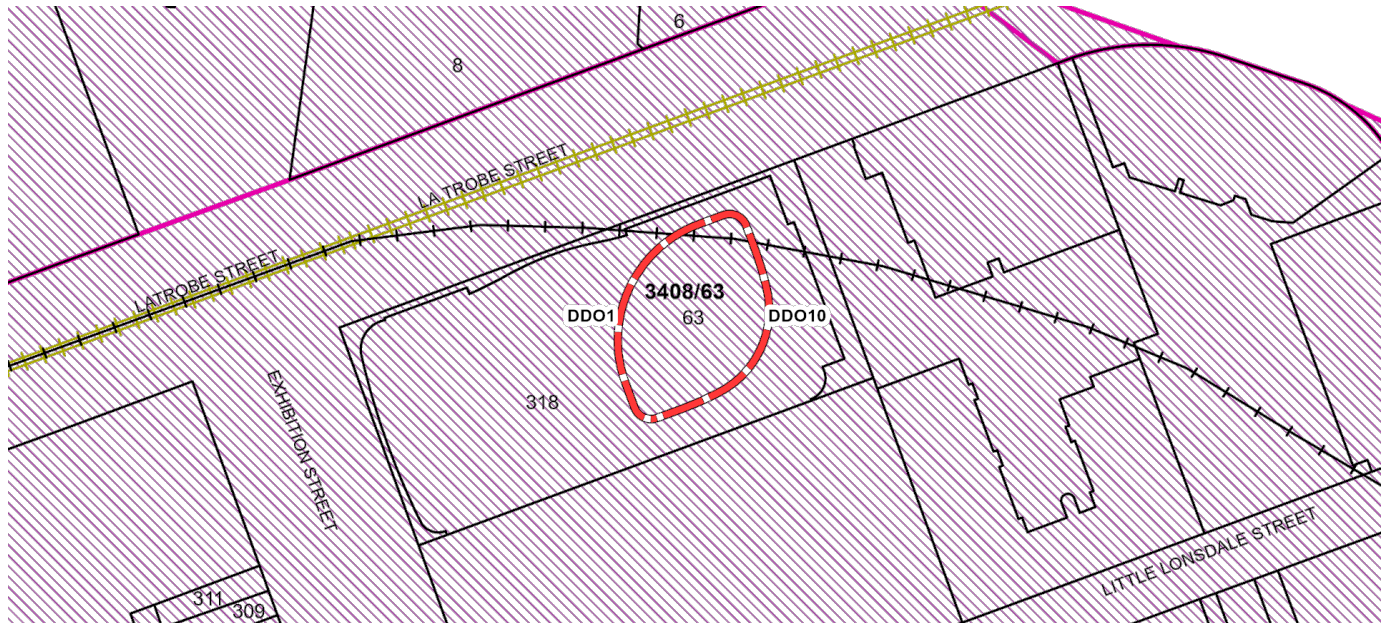 6
8
LA TROBE STREET
LATROBE STREET
3408/63
DDO1
63
DDO10
318
EXHIBITION STREET
LITTLE LONSDALE STREET
311
309